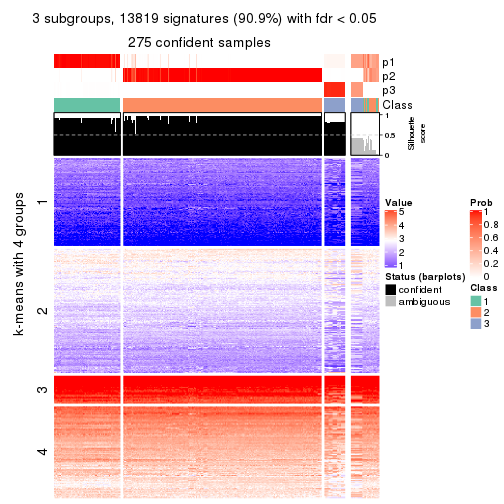 3 subgroups, 13819 signatures (90.9%) with fdr < 0.05
275 confident samples
p1
p2
p3
Class
1
0.5
0
Silhouette
score
k-means with 4 groups
1
2
3
4
Value
5
4
3
2
1
Status (barplots)
confident
ambiguous
Prob
1
0.8
0.6
0.4
0.2
0
Class
1
2
3